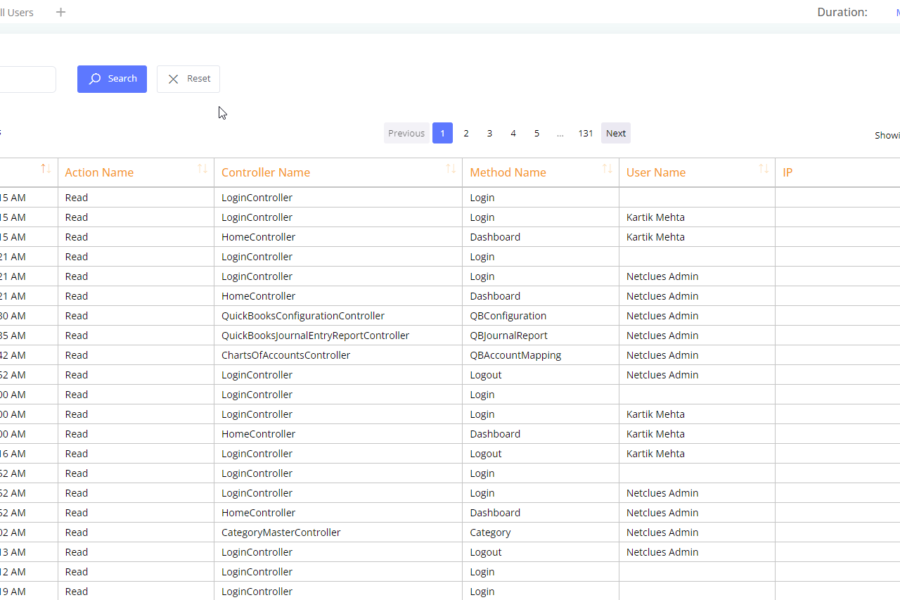 ll Users +
Duration:
Search
Reset
Previous 1 2 3 4 5 ... 131 Next
Showi
Action Name Controller Name Method Name User Name IP
15 AM Read LoginController Login
15 AM Read LoginController Login Kartik Mehta
15 AM Read HomeController Dashboard Kartik Mehta
21 AM Read LoginController Login
21 AM Read LoginController Login Netclues Admin
21 AM Read HomeController Dashboard Netclues Admin
30 AM Read QuickBooksConfigurationController QBConfiguration Netclues Admin
35 AM Read QuickBooksJournalEntryReportController QBJournalReport Netclues Admin
42 AM Read ChartsOfAccountsController QBAccountMapping Netclues Admin
52 AM Read LoginController Logout Netclues Admin
00 AM Read LoginController Login
00 AM Read LoginController Login Kartik Mehta
00 AM Read HomeController Dashboard Kartik Mehta
16 AM Read LoginController Logout Kartik Mehta
52 AM Read LoginController Login
52 AM Read LoginController Login Netclues Admin
52 AM Read HomeController Dashboard Netclues Admin
02 AM Read CategoryMasterController Category Netclues Admin
13 AM Read LoginController Logout Netclues Admin
12 AM Read LoginController Login
19 AM Read LoginController Login